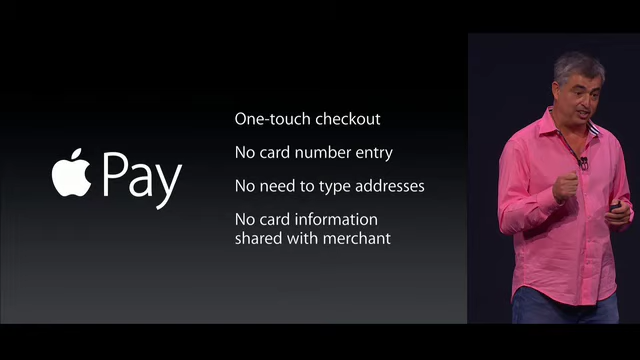 Pay
One-touch checkout
No card number entry
No need to type addresses
No card information
shared with merchant